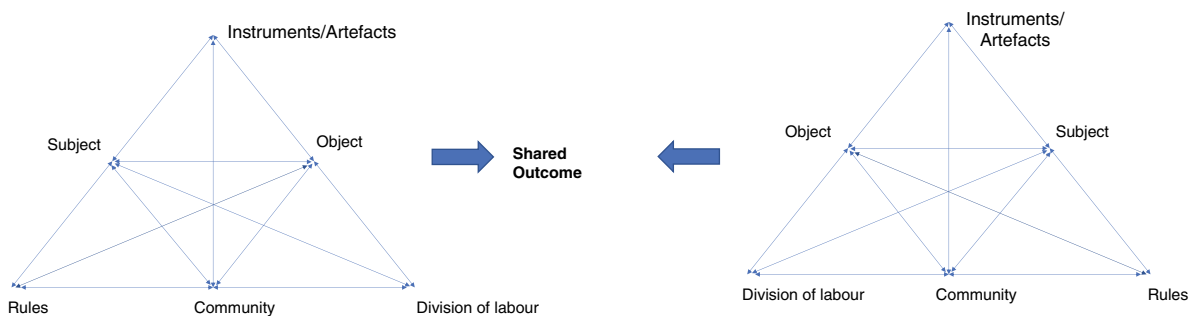 Instruments/Artefacts
Subject
Object
Rules
Community
Division of labour
Shared
Outcome
Instruments/
Artefacts
Object
Subject
Division of labour
Community
Rules